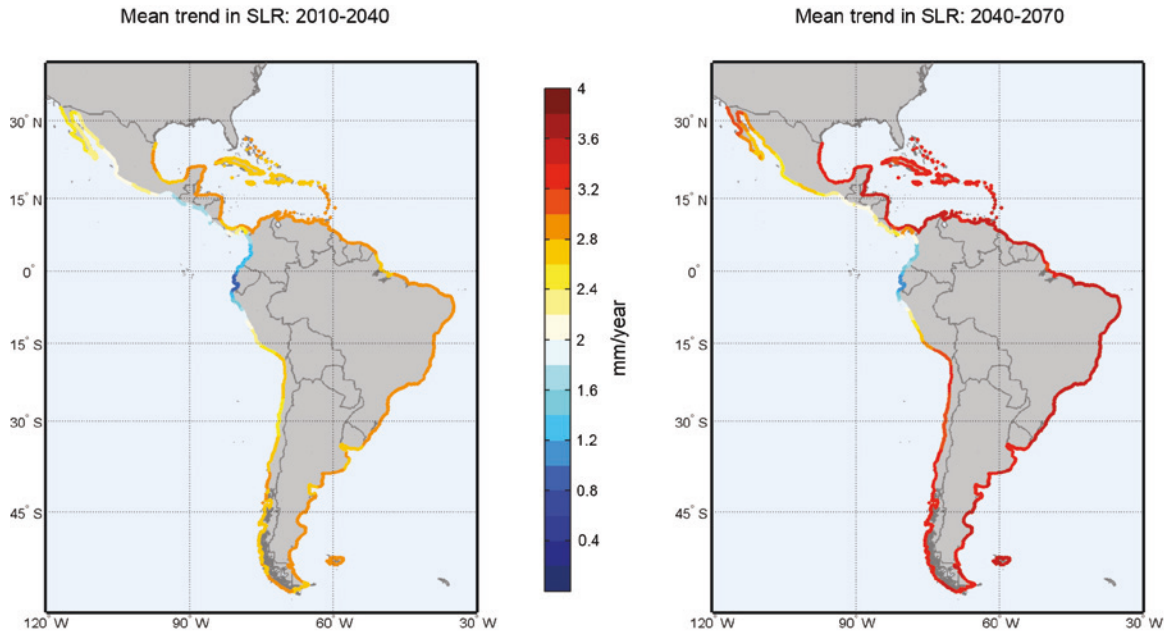 Mean trend in SLR: 2010-2040
Mean trend in SLR: 2040-2070
30° N
15° N
0°
15° S
30° S
45° S
120° W
90° W
60° W
30° W
4
3.6
3.2
2.8
2.4
2
1.6
1.2
0.8
0.4
mm/year
30° N
15° N
0°
15° S
30° S
45° S
120° W
90° W
60° W
30° W